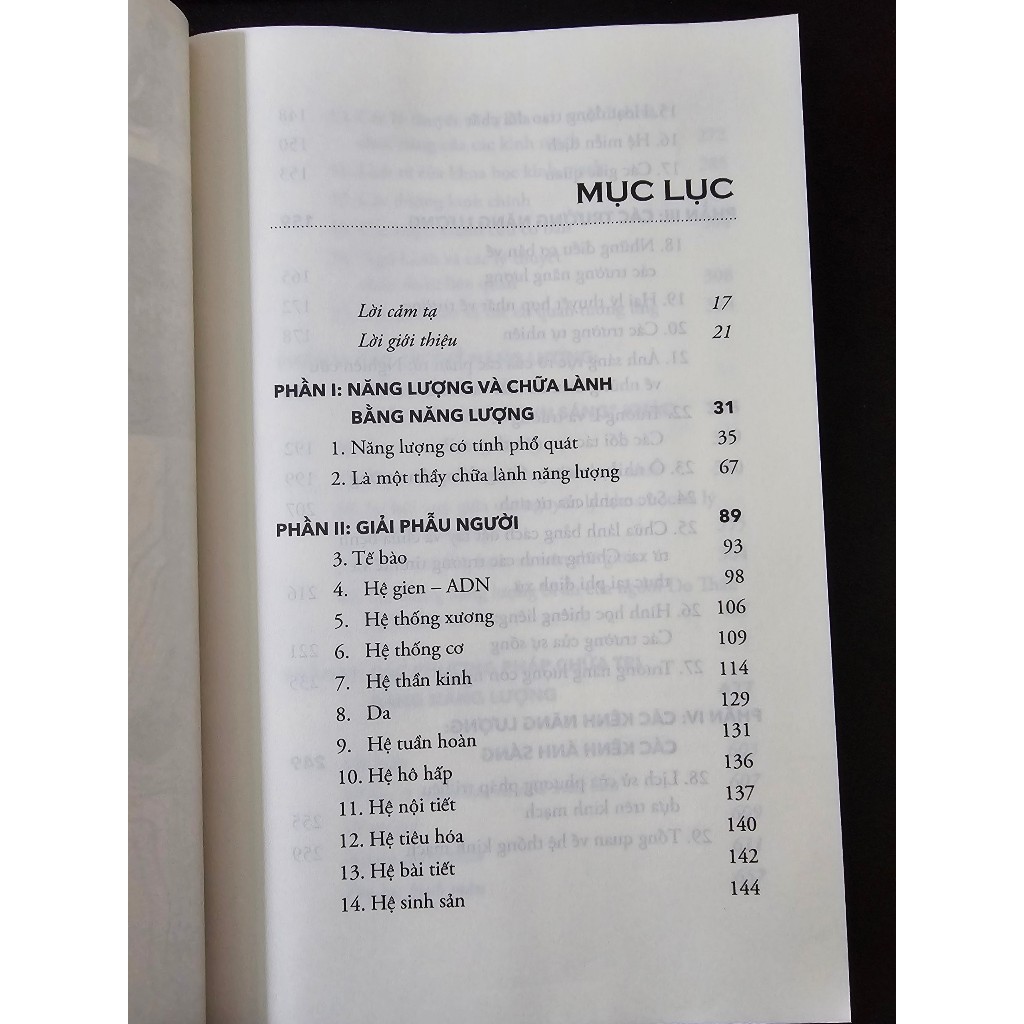 MỤC LỤC
Lời cảm tạ 17
Lời giới thiệu 21
PHẦN I: NĂNG LƯỢNG VÀ CHỮA LÀNH
BẰNG NĂNG LƯỢNG 31
1. Năng lượng có tính phổ quát 35
2. Là một thầy chữa lành năng lượng 67
PHẦN II: GIẢI PHẪU NGƯỜI 89
3. Tế bào 93
4. Hệ gien – ADN 98
5. Hệ thống xương 106
6. Hệ thống cơ 109
7. Hệ thần kinh 114
8. Da 129
9. Hệ tuần hoàn 131
10. Hệ hô hấp 136
11. Hệ nội tiết 137
12. Hệ tiêu hóa 140
13. Hệ bài tiết 142
14. Hệ sinh sản 144